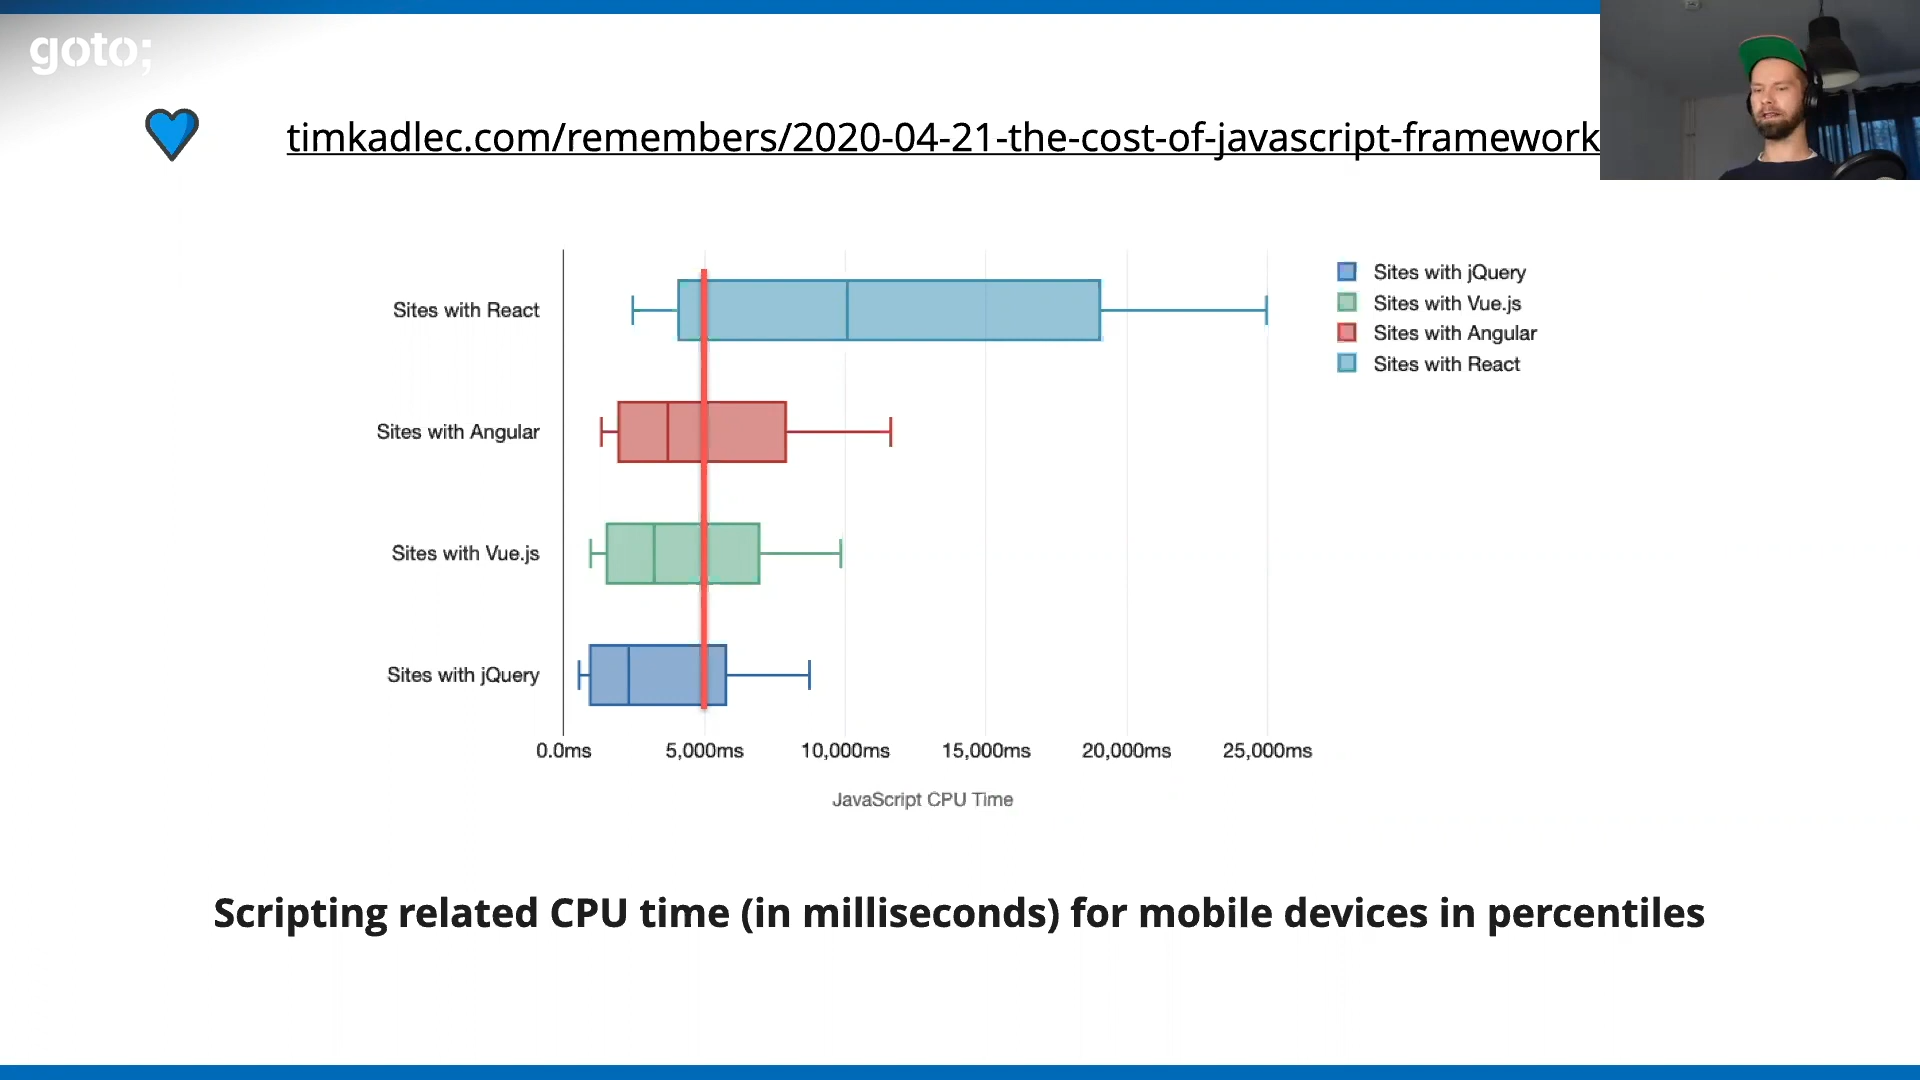 goto;
timkadlec.com/remembers/2020-04-21-the-cost-of-javascript-framework
Sites with React
Sites with Angular
Sites with Vue.js
Sites with jQuery
Sites with jQuery
Sites with Vue.js
Sites with Angular
Sites with React
0.0ms 5,000ms 10,000ms 15,000ms 20,000ms 25,000ms
JavaScript CPU Time
Scripting related CPU time (in milliseconds) for mobile devices in percentiles